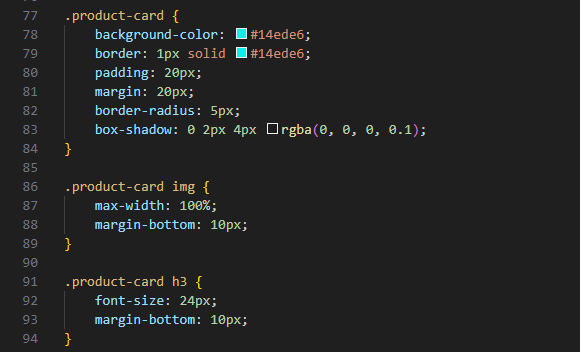 77 .product-card {
78     background-color: #14ede6;
79     border: 1px solid #14ede6;
80     padding: 20px;
81     margin: 20px;
82     border-radius: 5px;
83     box-shadow: 0 2px 4px rgba(0, 0, 0, 0.1);
84 }
85
86 .product-card img {
87     max-width: 100%;
88     margin-bottom: 10px;
89 }
90
91 .product-card h3 {
92     font-size: 24px;
93     margin-bottom: 10px;
94 }